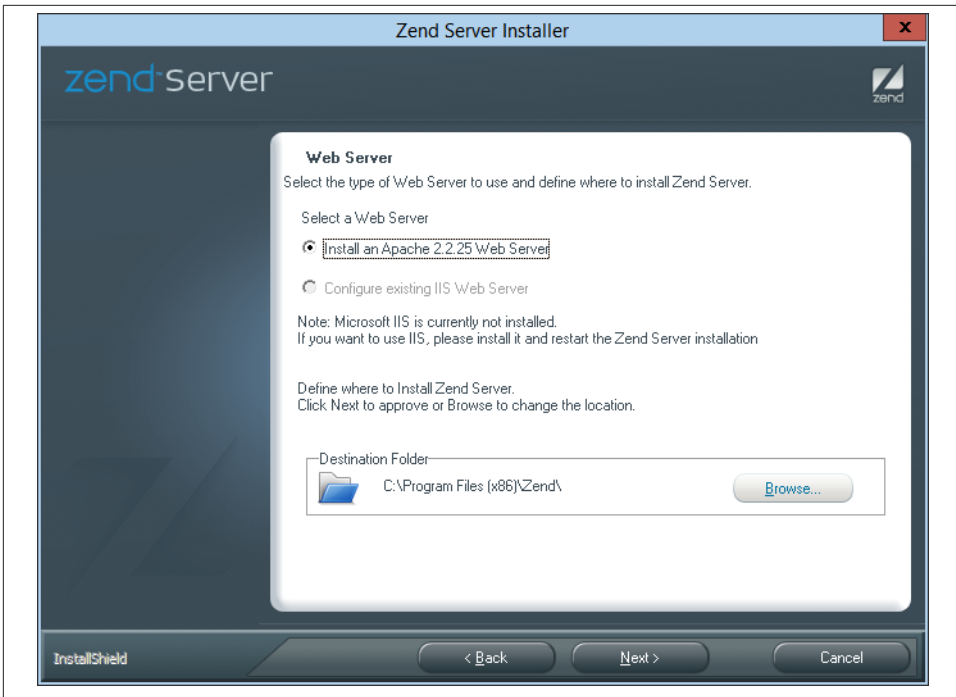 Zend Server Installer
x
zend server
zend
Web Server
Select the type of Web Server to use and define where to install Zend Server.
Select a Web Server
Install an Apache 2.2.25 Web Server
Configure existing IIS Web Server
Note: Microsoft IIS is currently not installed.
If you want to use IIS, please install it and restart the Zend Server installation
Define where to Install Zend Server.
Click Next to approve or Browse to change the location.
Destination Folder
C:\Program Files (x86)\Zend\
Browse...
InstallShield
< Back
Next >
Cancel